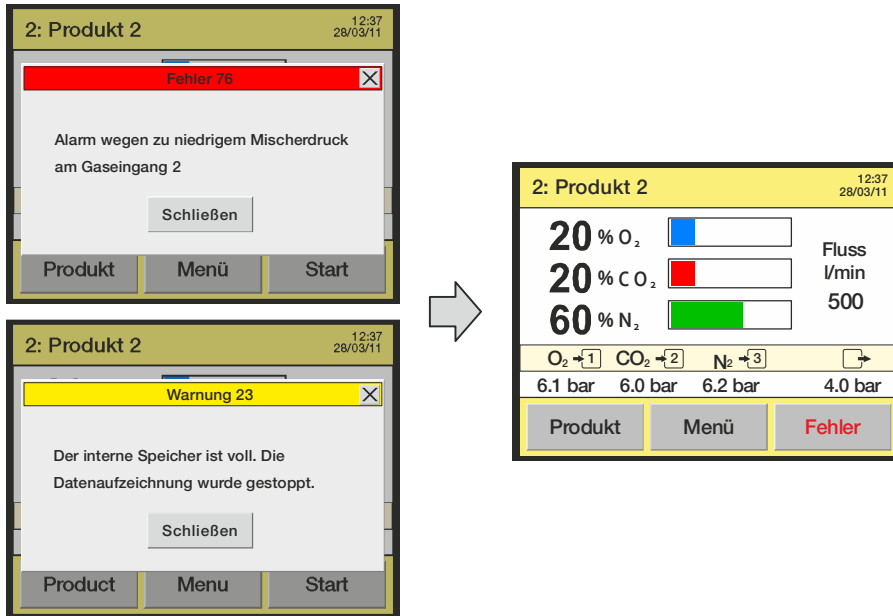 2: Produkt 2
12:37
28/03/11
Fehler 76
Alarm wegen zu niedrigem Mischerdruck
am Gaseingang 2
Schließen
Produkt Menü Start
2: Produkt 2
12:37
28/03/11
Warnung 23
Der interne Speicher ist voll. Die
Datenaufzeichnung wurde gestoppt.
Schließen
Product Menu Start
2: Produkt 2
12:37
28/03/11
20 % O₂
20 % CO₂
60 % N₂
Fluss
l/min
500
O₂ 1 CO₂ 2 N₂ 3
6.1 bar 6.0 bar 6.2 bar 4.0 bar
Produkt Menü Fehler